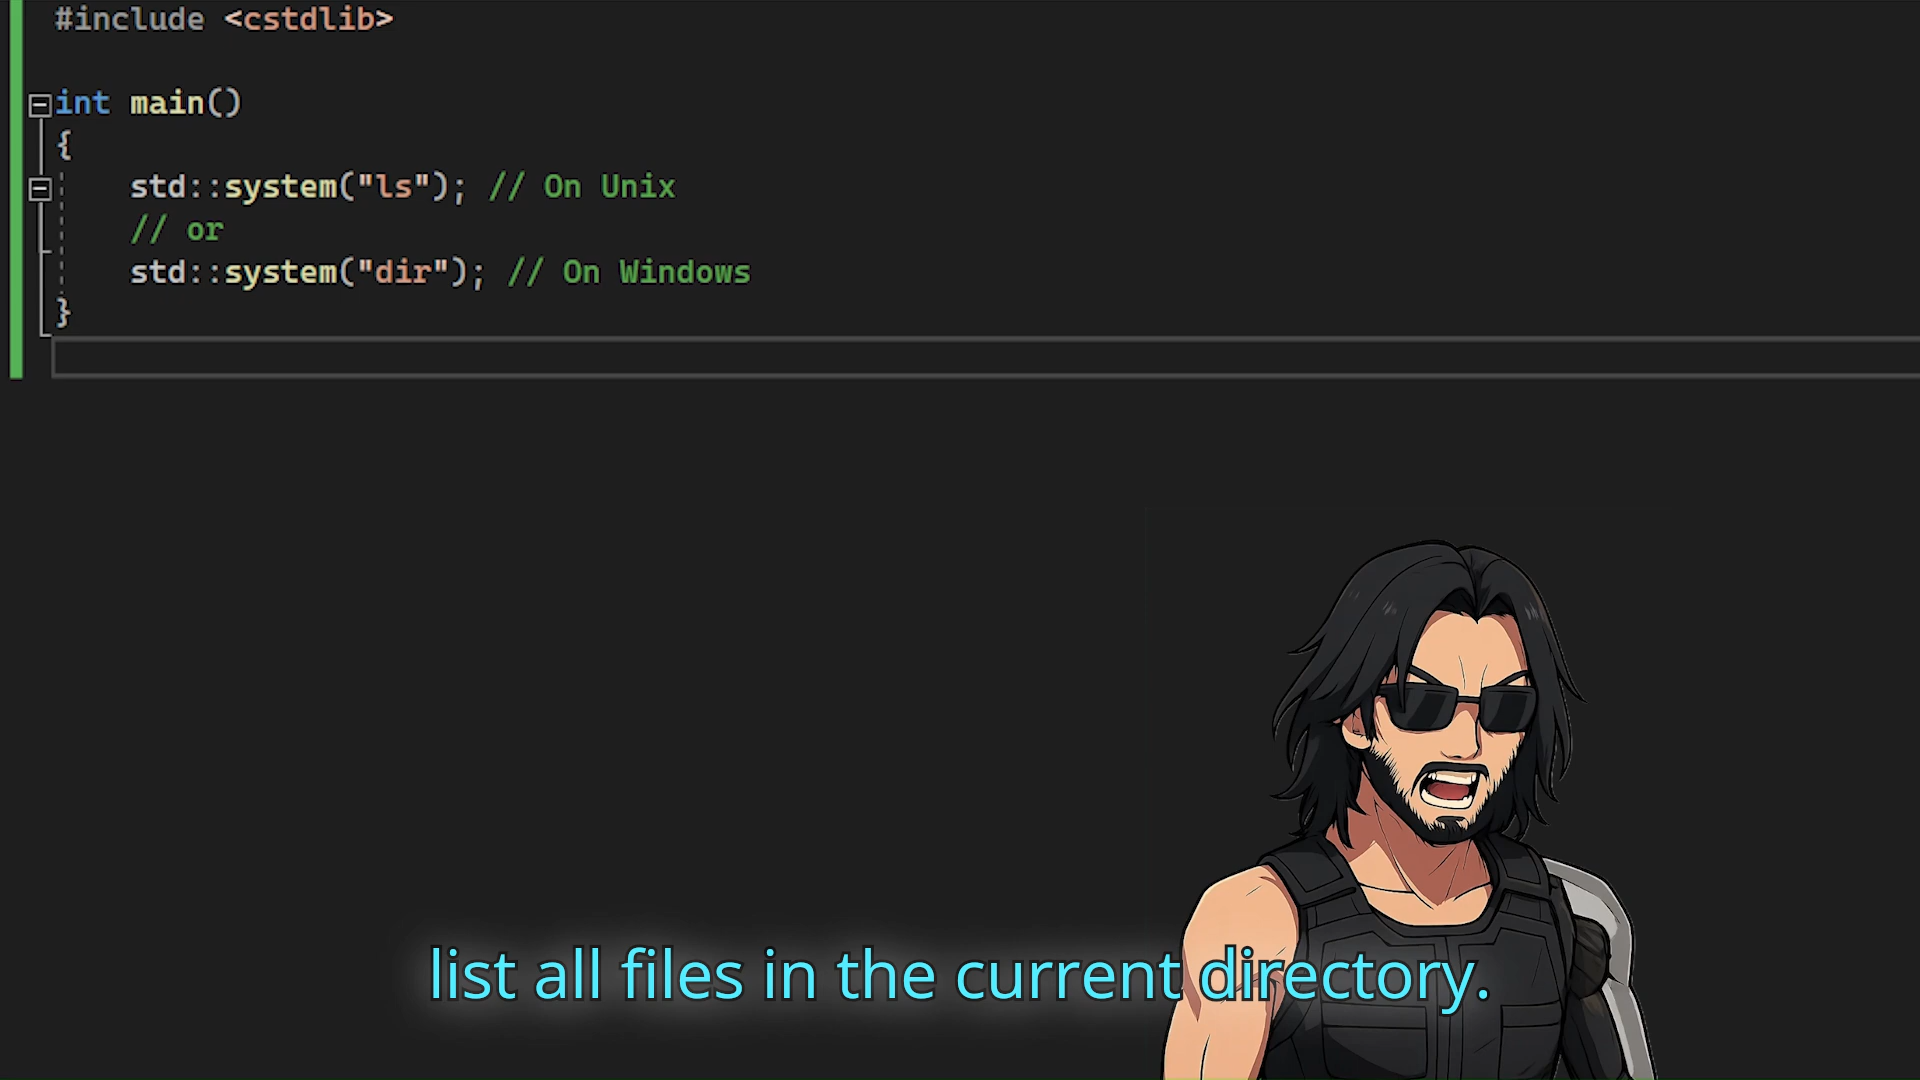 #include <cstdlib>
int main()
{
std::system("ls"); // On Unix
// or
std::system("dir"); // On Windows
}
list all files in the current directory.